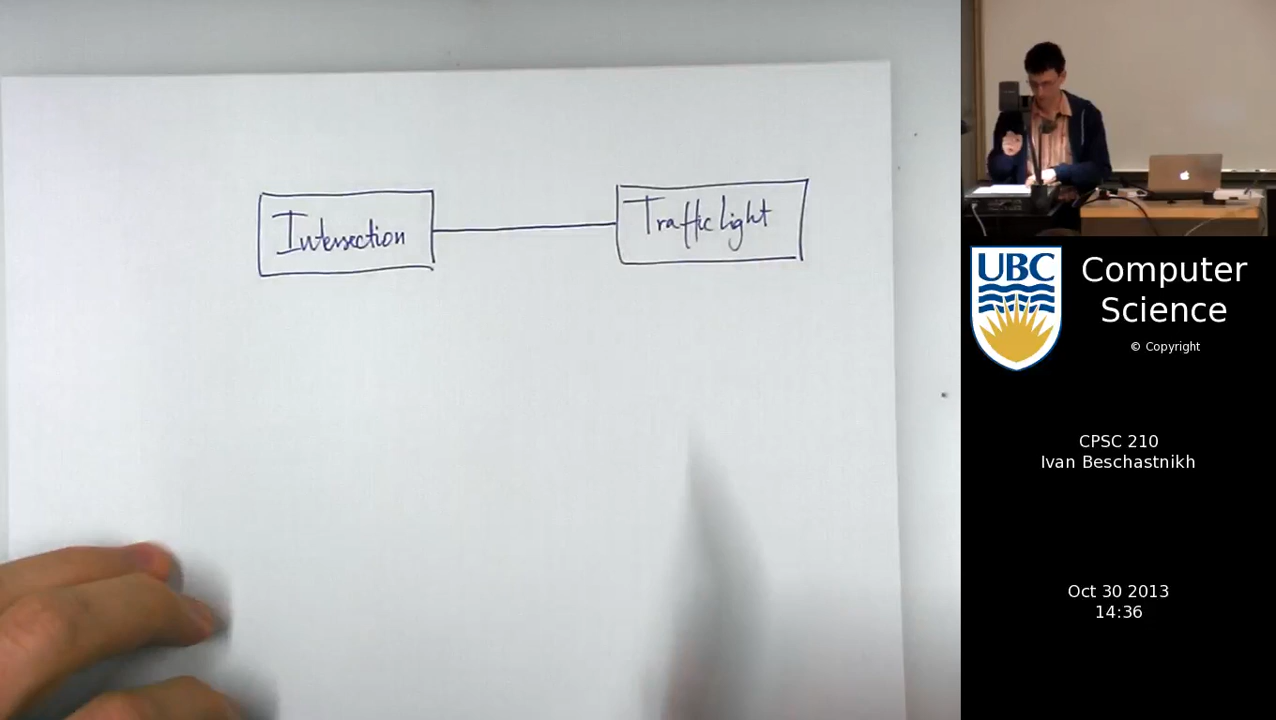 Intersection
Traffic Light
UBC
Computer
Science
© Copyright
CPSC 210
Ivan Beschastnikh
Oct 30 2013
14:36